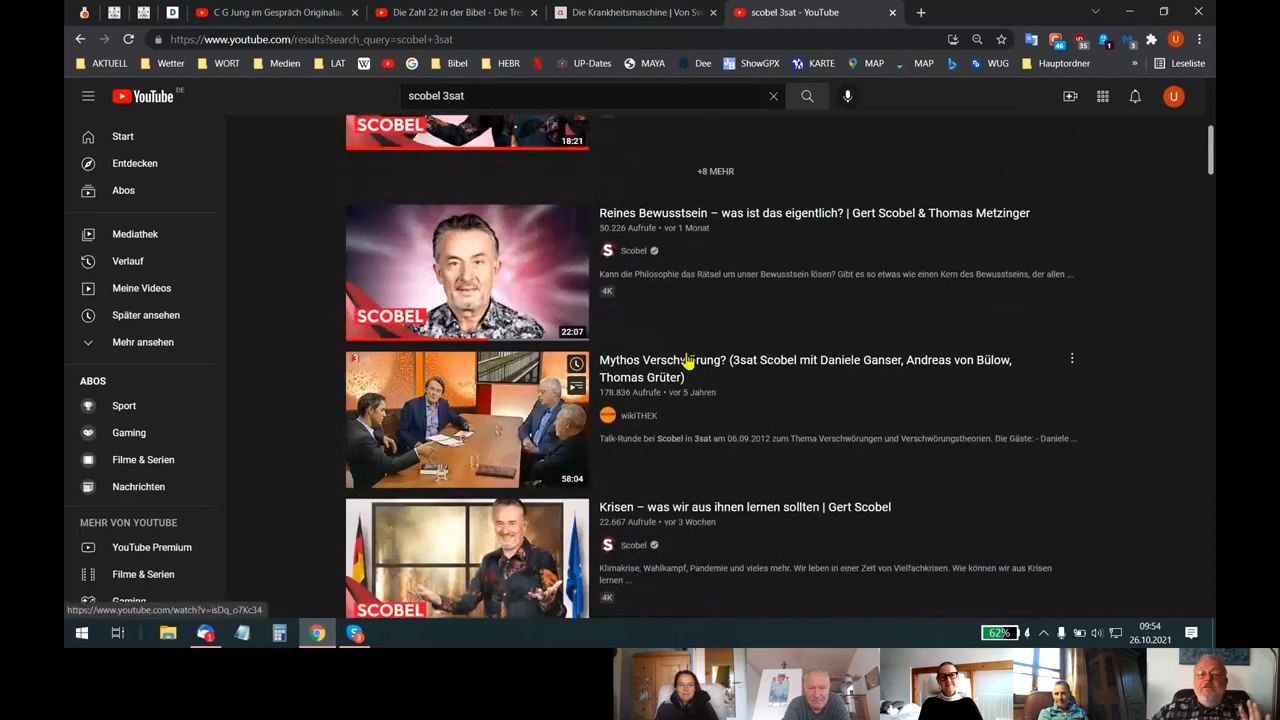 C G Jung im Gespräch Originalau
Die Zahl 22 in der Bibel - Die Tre
Die Krankheitsmaschine | Von Sve
scobel 3sat - YouTube
https://www.youtube.com/results?search_query=scobel+3sat
46
35
1
3
U
AKTUELL
Wetter
WORT
Medien
LAT
W
Bibel
HEBR
UP-Dates
MAYA
Dee
ShowGPX
KARTE
MAP
MAP
WUG
Hauptordner
»
Leseliste
YouTube DE
scobel 3sat
U
Start
Entdecken
Abos
Mediathek
Verlauf
Meine Videos
Später ansehen
Mehr ansehen
ABOS
Sport
Gaming
Filme & Serien
Nachrichten
MEHR VON YOUTUBE
YouTube Premium
Filme & Serien
Gaming
https://www.youtube.com/watch?v=isDq_o7Kc34
SCOBEL
18:21
+8 MEHR
SCOBEL
22:07
Reines Bewusstsein – was ist das eigentlich? | Gert Scobel & Thomas Metzinger
50.226 Aufrufe • vor 1 Monat
Scobel
Kann die Philosophie das Rätsel um unser Bewusstsein lösen? Gibt es so etwas wie einen Kern des Bewusstseins, der allen ...
4K
58:04
Mythos Verschwörung? (3sat Scobel mit Daniele Ganser, Andreas von Bülow,
Thomas Grüter)
178.836 Aufrufe • vor 5 Jahren
wikiTHEK
Talk-Runde bei Scobel in 3sat am 06.09.2012 zum Thema Verschwörungen und Verschwörungstheorien. Die Gäste: - Daniele ...
SCOBEL
Krisen – was wir aus ihnen lernen sollten | Gert Scobel
22.667 Aufrufe • vor 3 Wochen
Scobel
Klimakrise, Wahlkampf, Pandemie und vieles mehr. Wir leben in einer Zeit von Vielfachkrisen. Wie können wir aus Krisen
lernen ...
4K
62%
09:54
26.10.2021